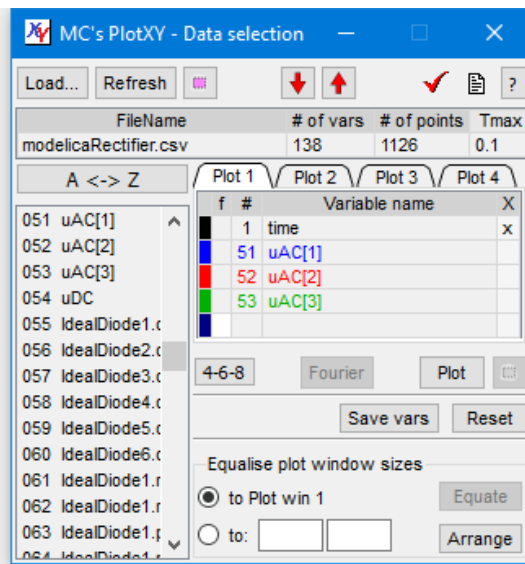 MC's PlotXY - Data selection
Load... Refresh ?
FileName # of vars # of points Tmax
modelicaRectifier.csv 138 1126 0.1
A <-> Z
Plot 1 Plot 2 Plot 3 Plot 4
f # Variable name X
1 time x
51 uAC[1]
52 uAC[2]
53 uAC[3]
051 uAC[1]
052 uAC[2]
053 uAC[3]
054 uDC
055 IdealDiode1.
056 IdealDiode2.
057 IdealDiode3.
058 IdealDiode4.
059 IdealDiode5.
060 IdealDiode6.
061 IdealDiode1.
062 IdealDiode1.
063 IdealDiode1.
4-6-8 Fourier Plot
Save vars Reset
Equalise plot window sizes
to Plot win 1 Equate
to: Arrange